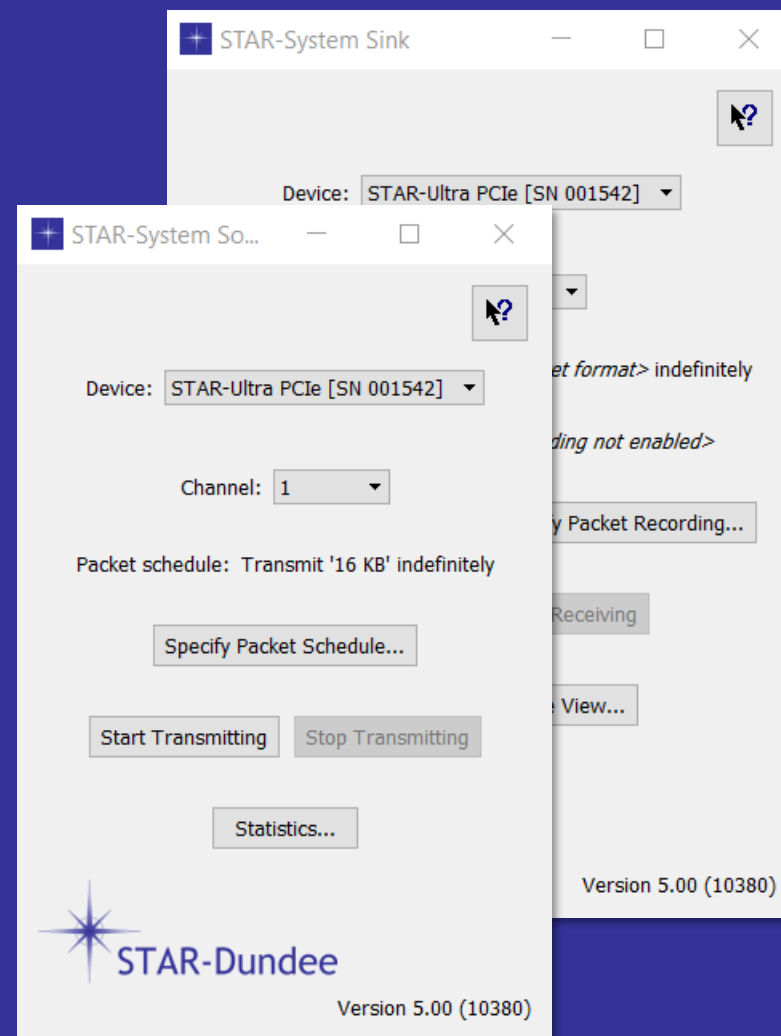 STAR-System Sink
Device: STAR-Ultra PCIe [SN 001542]
et format> indefinitely
ding not enabled>
y Packet Recording...
Receiving
View...
Version 5.00 (10380)
STAR-System So...
Device: STAR-Ultra PCIe [SN 001542]
Channel: 1
Packet schedule: Transmit '16 KB' indefinitely
Specify Packet Schedule...
Start Transmitting Stop Transmitting
Statistics...
STAR-Dundee
Version 5.00 (10380)